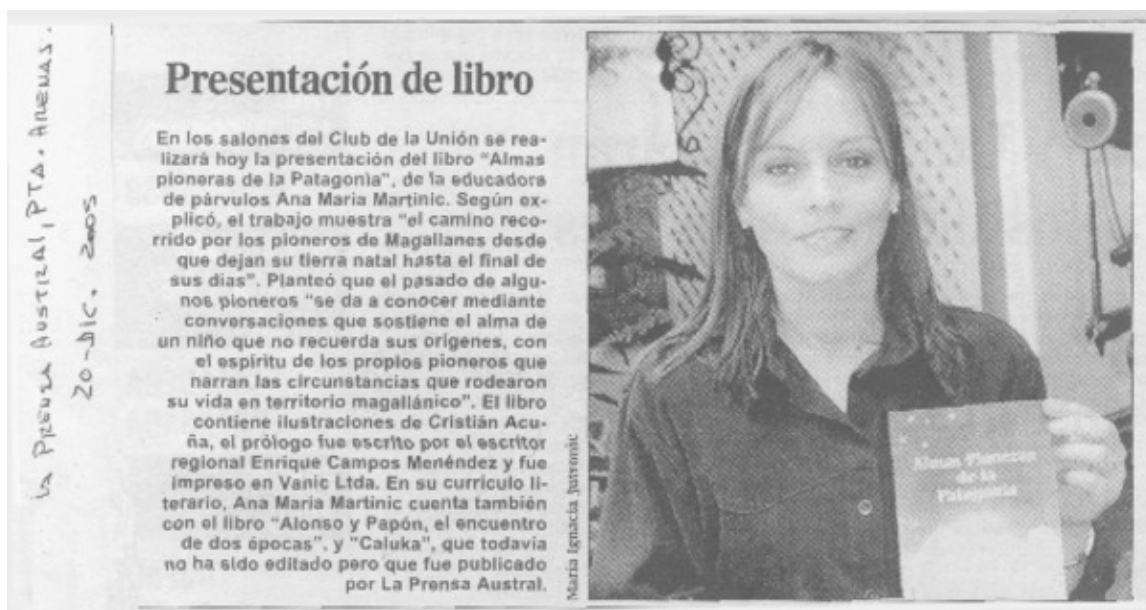 La Prensa Austral, Pta. Arenas.
20-Dic. 2005
Presentación de libro
En los salones del Club de la Unión se rea-
lizará hoy la presentación del libro "Almas
pioneras de la Patagonia", de la educadora
de párvulos Ana María Martinic. Según ex-
plicó, el trabajo muestra "el camino reco-
rrido por los pioneros de Magallanes desde
que dejan su tierra natal hasta el final de
sus días". Planteó que el pasado de algu-
nos pioneros "se da a conocer mediante
conversaciones que sostiene el alma de
un niño que no recuerda sus orígenes, con
el espíritu de los propios pioneros que
narran las circunstancias que rodearon
su vida en territorio magallánico". El libro
contiene ilustraciones de Cristián Acu-
ña, el prólogo fue escrito por el escritor
regional Enrique Campos Menéndez y fue
impreso en Vanic Ltda. En su currículo li-
terario, Ana María Martinic cuenta también
con el libro "Alonso y Papón, el encuentro
de dos épocas", y "Caluka", que todavía
no ha sido editado pero que fue publicado
por La Prensa Austral.
María Ignacia
Almas Pioneras
de la
Patagonia